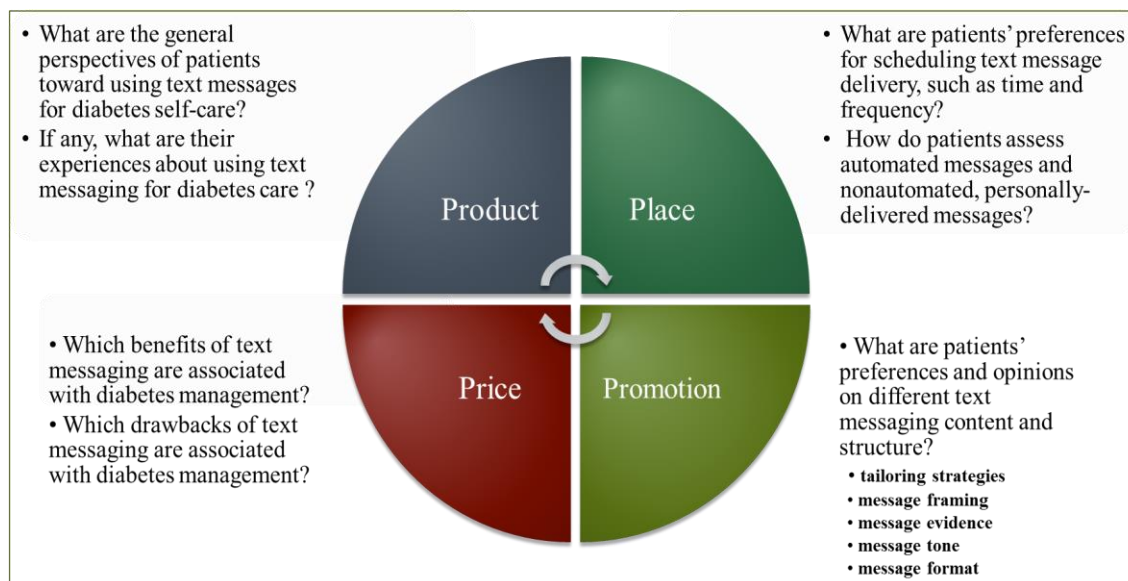 • What are the general
perspectives of patients
toward using text messages
for diabetes self-care?
• If any, what are their
experiences about using text
messaging for diabetes care ?
Product
Place
• What are patients' preferences
for scheduling text message
delivery, such as time and
frequency?
• How do patients assess
automated messages and
nonautomated, personally-
delivered messages?
• Which benefits of text
messaging are associated
with diabetes management?
• Which drawbacks of text
messaging are associated
with diabetes management?
Price
Promotion
• What are patients'
preferences and opinions
on different text
messaging content and
structure?
• tailoring strategies
• message framing
• message evidence
• message tone
• message format